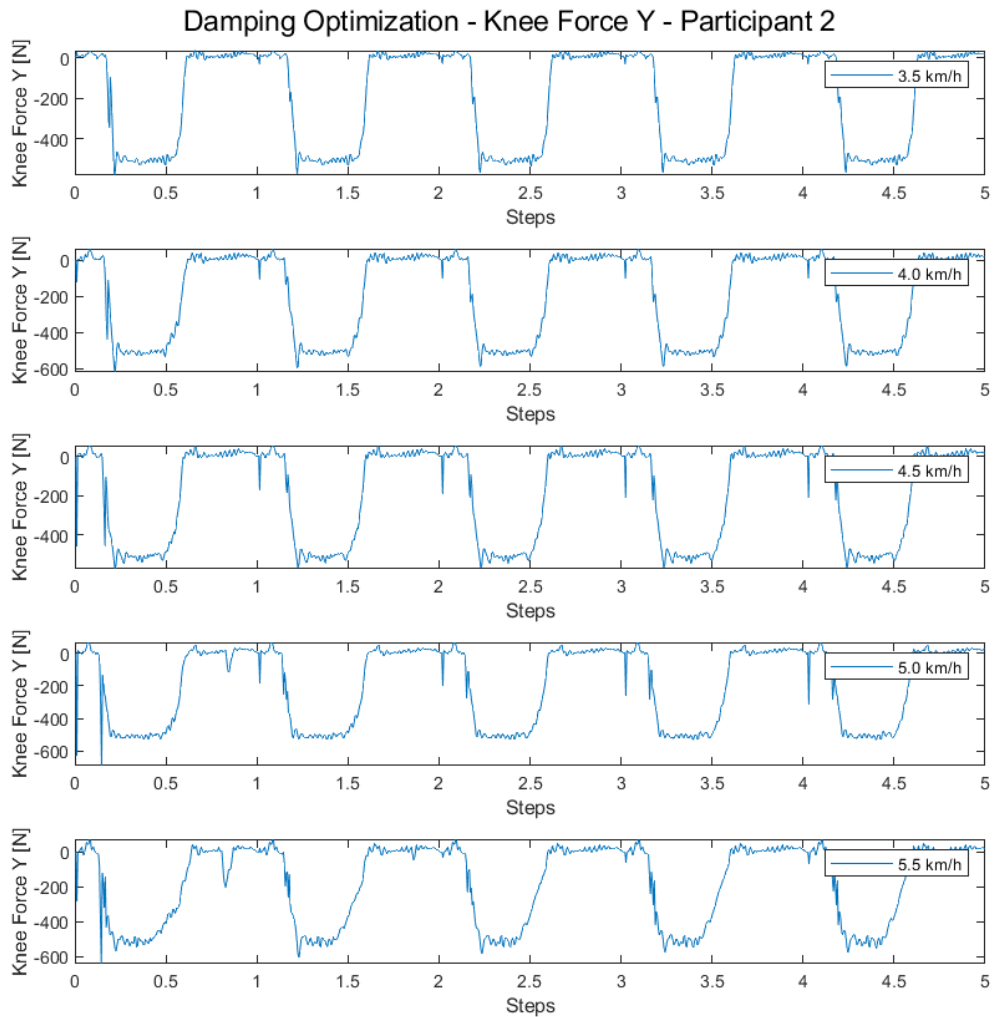 Damping Optimization - Knee Force Y - Participant 2
Knee Force Y [N]
0
-200
-400
3.5 km/h
0 0.5 1 1.5 2 2.5 3 3.5 4 4.5 5
Steps
Knee Force Y [N]
0
-200
-400
-600
4.0 km/h
0 0.5 1 1.5 2 2.5 3 3.5 4 4.5 5
Steps
Knee Force Y [N]
0
-200
-400
4.5 km/h
0 0.5 1 1.5 2 2.5 3 3.5 4 4.5 5
Steps
Knee Force Y [N]
0
-200
-400
-600
5.0 km/h
0 0.5 1 1.5 2 2.5 3 3.5 4 4.5 5
Steps
Knee Force Y [N]
0
-200
-400
-600
5.5 km/h
0 0.5 1 1.5 2 2.5 3 3.5 4 4.5 5
Steps